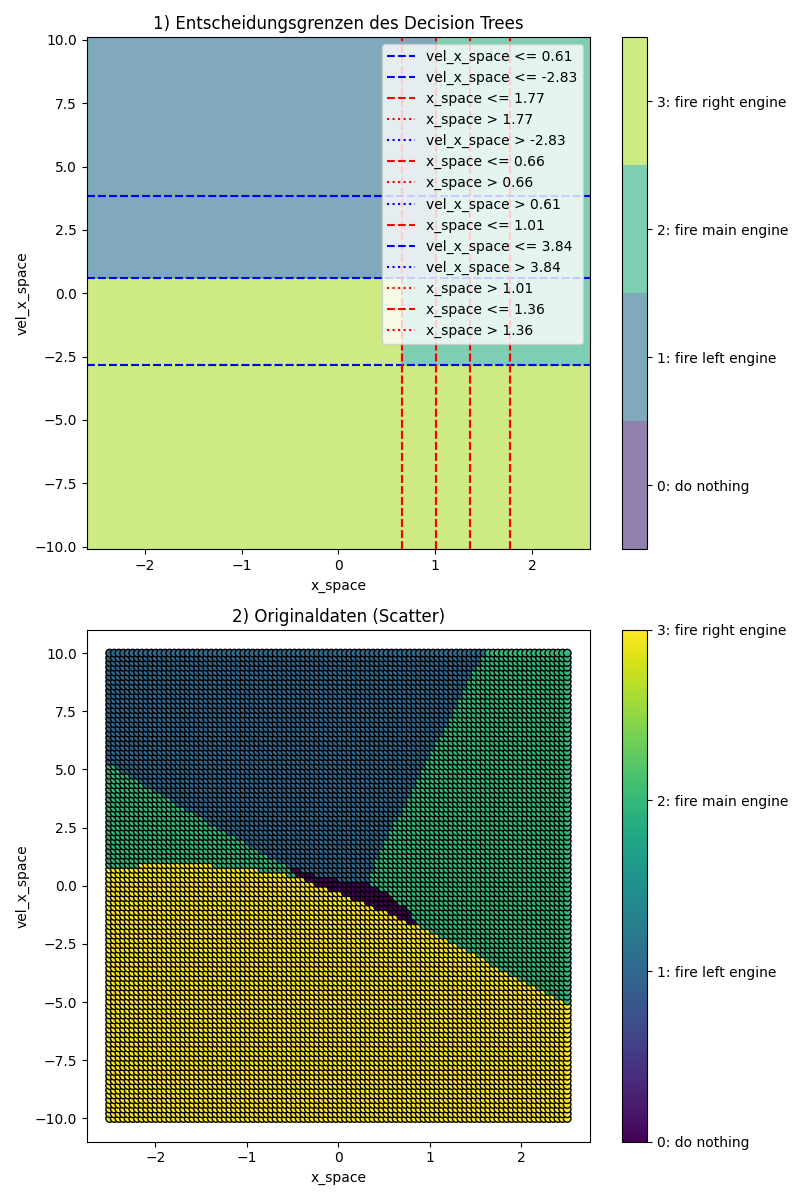 1) Entscheidungsgrenzen des Decision Trees
10.0
7.5
5.0
2.5
0.0
−2.5
−5.0
−7.5
−10.0
vel_x_space
vel_x_space <= 0.61
vel_x_space <= -2.83
x_space <= 1.77
x_space > 1.77
vel_x_space > -2.83
x_space <= 0.66
x_space > 0.66
vel_x_space > 0.61
x_space <= 1.01
vel_x_space <= 3.84
vel_x_space > 3.84
x_space > 1.01
x_space <= 1.36
x_space > 1.36
−2
−1
0
1
2
x_space
3: fire right engine
2: fire main engine
1: fire left engine
0: do nothing
2) Originaldaten (Scatter)
10.0
7.5
5.0
2.5
0.0
−2.5
−5.0
−7.5
−10.0
vel_x_space
−2
−1
0
1
2
x_space
3: fire right engine
2: fire main engine
1: fire left engine
0: do nothing